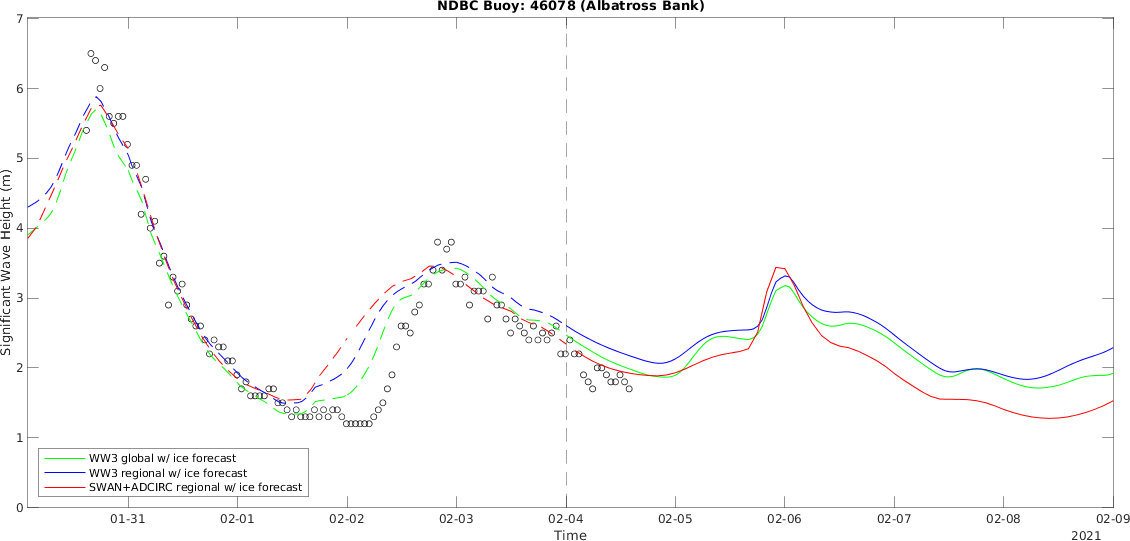 NDBC Buoy: 46078 (Albatross Bank)
7
6
5
4
3
2
1
0
Significant Wave Height (m)
WW3 global w/ ice forecast
WW3 regional w/ ice forecast
SWAN+ADCIRC regional w/ ice forecast
01-31 02-01 02-02 02-03 02-04 02-05 02-06 02-07 02-08 02-09
Time
2021